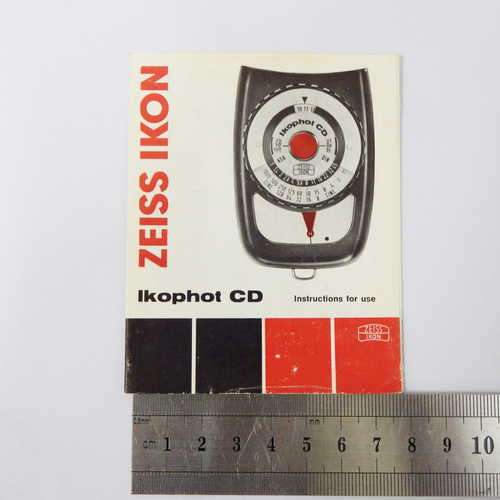 ZEISS IKON
Ikophot CD
Ikophot CD Instructions for use
ZEISS
IKON
mm
cm 1 2 3 4 5 6 7 8 9 10